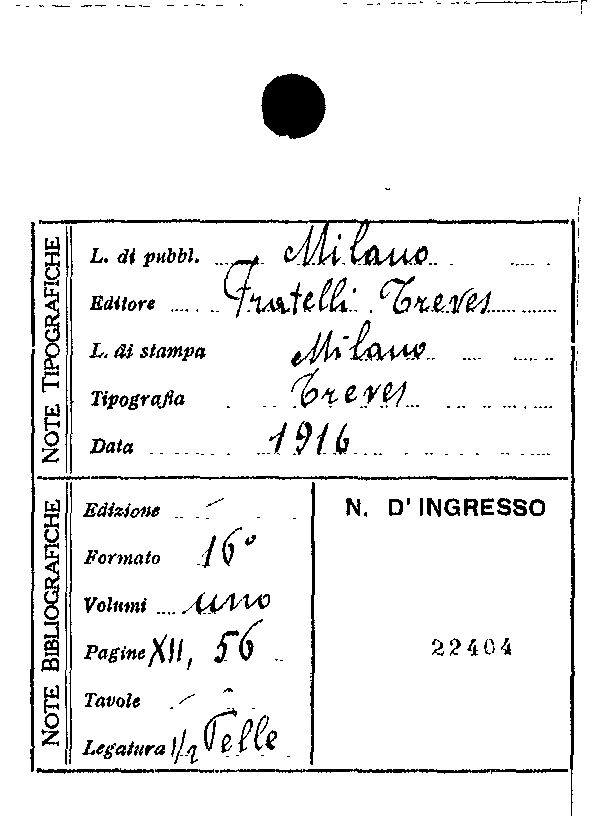 NOTE TIPOGRAFICHE
L. di pubbl. Milano
Editore Fratelli Treves
L. di stampa Milano
Tipografia Treves
Data 1916
NOTE BIBLIOGRAFICHE
Edizione —
Formato 16°
Volumi uno
Pagine XII, 56
Tavole —
Legatura 1/2 Pelle
N. D'INGRESSO
22404